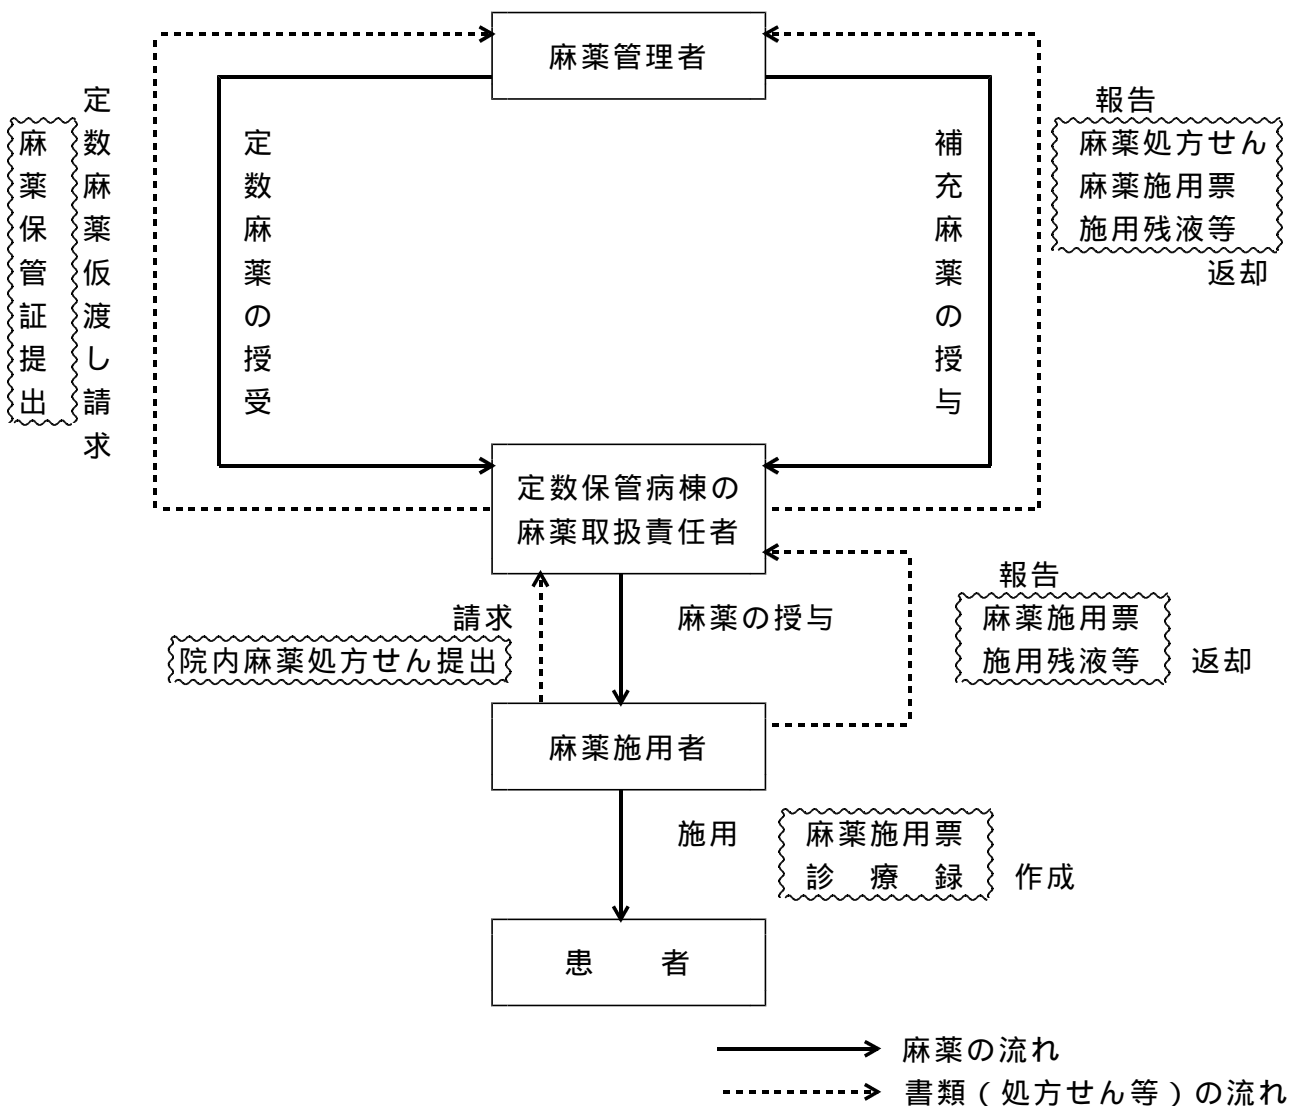 麻薬管理者
定数麻薬仮渡し請求
麻薬保管証提出
定数麻薬の授受
補充麻薬の授与
報告
麻薬処方せん
麻薬施用票
施用残液等
返却
定数保管病棟の
麻薬取扱責任者
請求
院内麻薬処方せん提出
麻薬の授与
報告
麻薬施用票
施用残液等 返却
麻薬施用者
施用
麻薬施用票
診 療 録 作成
患 者
麻薬の流れ
書類(処方せん等)の流れ